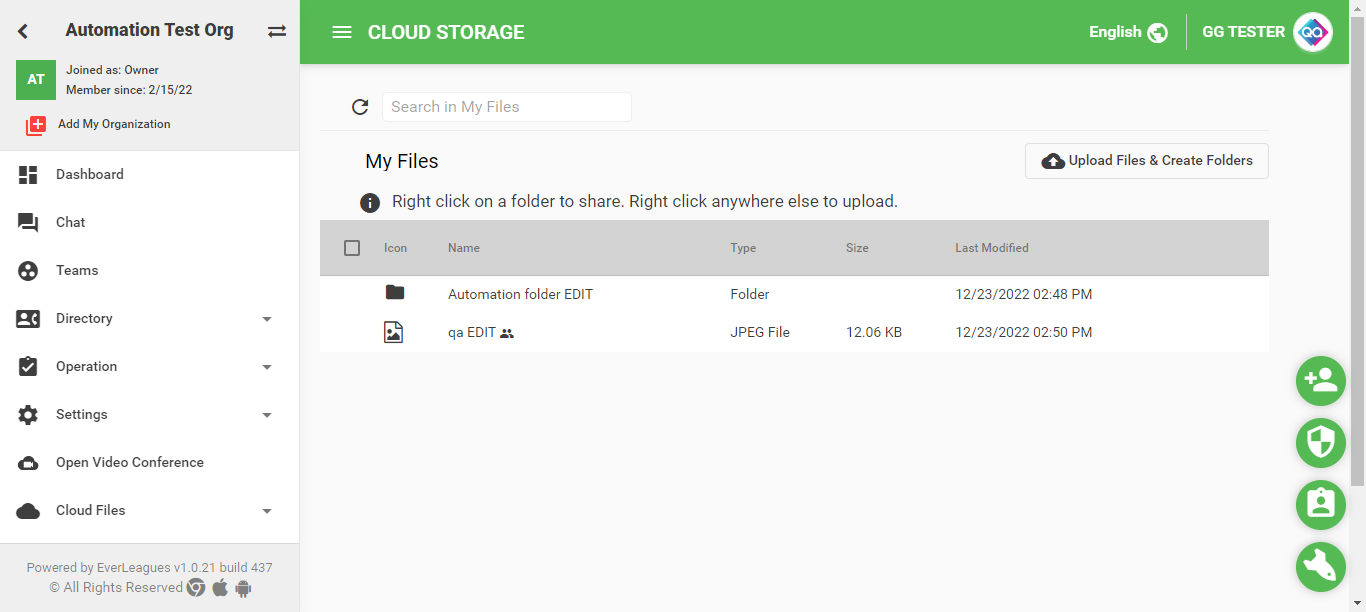 Automation Test Org
AT
Joined as: Owner
Member since: 2/15/22
Add My Organization
Dashboard
Chat
Teams
Directory
Operation
Settings
Open Video Conference
Cloud Files
Powered by EverLeagues v1.0.21 build 437
© All Rights Reserved
CLOUD STORAGE
English
GG TESTER
QA
Search in My Files
My Files
Upload Files & Create Folders
Right click on a folder to share. Right click anywhere else to upload.
Icon Name Type Size Last Modified
Automation folder EDIT Folder 12/23/2022 02:48 PM
qa EDIT JPEG File 12.06 KB 12/23/2022 02:50 PM